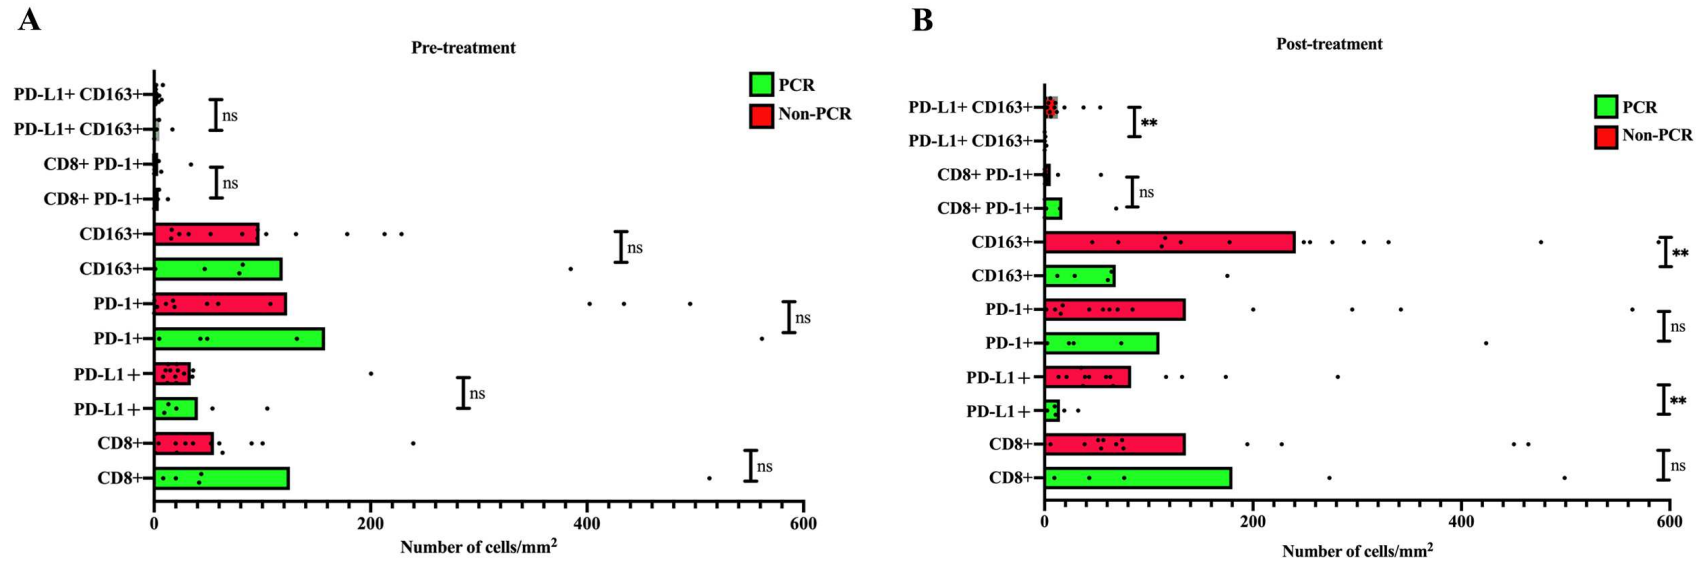 A
Pre-treatment
PCR
Non-PCR
PD-L1+ CD163+
PD-L1+ CD163+
ns
CD8+ PD-1+
CD8+ PD-1+
ns
CD163+
CD163+
ns
PD-1+
PD-1+
ns
PD-L1+
PD-L1+
ns
CD8+
CD8+
ns
0 200 400 600
Number of cells/mm²
B
Post-treatment
PCR
Non-PCR
PD-L1+ CD163+
PD-L1+ CD163+
**
CD8+ PD-1+
CD8+ PD-1+
ns
CD163+
CD163+
**
PD-1+
PD-1+
ns
PD-L1+
PD-L1+
**
CD8+
CD8+
ns
0 200 400 600
Number of cells/mm²